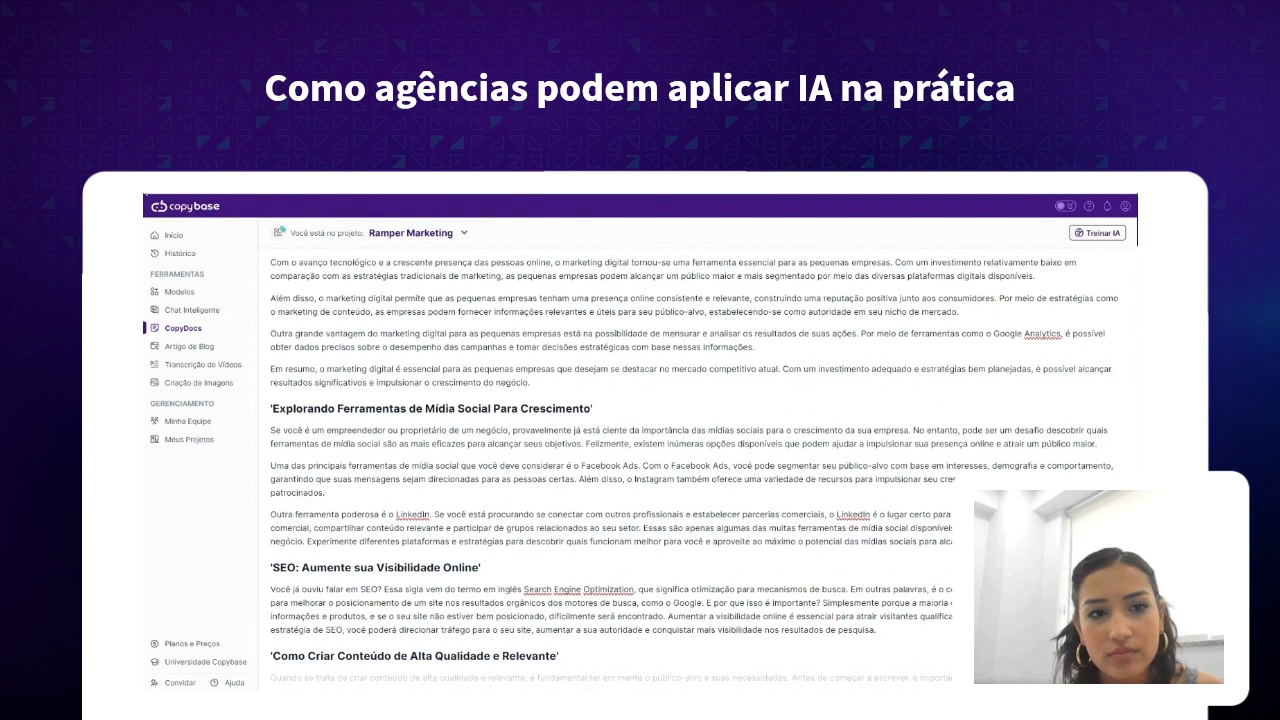 Como agências podem aplicar IA na prática
copybase
Você está no projeto: Ramper Marketing
Treinar IA
Início
Histórico
FERRAMENTAS
Modelos
Chat Inteligente
CopyDocs
Artigo de Blog
Transcrição de Vídeos
Criação de Imagens
GERENCIAMENTO
Minha Equipe
Meus Projetos
Planos e Preços
Universidade Copybase
Convidar
Ajuda
Com o avanço tecnológico e a crescente presença das pessoas online, o marketing digital tornou-se uma ferramenta essencial para as pequenas empresas. Com um investimento relativamente baixo em
comparação com as estratégias tradicionais de marketing, as pequenas empresas podem alcançar um público maior e mais segmentado por meio das diversas plataformas digitais disponíveis.
Além disso, o marketing digital permite que as pequenas empresas tenham uma presença online consistente e relevante, construindo uma reputação positiva junto aos consumidores. Por meio de estratégias como
o marketing de conteúdo, as empresas podem fornecer informações relevantes e úteis para seu público-alvo, estabelecendo-se como autoridade em seu nicho de mercado.
Outra grande vantagem do marketing digital para as pequenas empresas está na possibilidade de mensurar e analisar os resultados de suas ações. Por meio de ferramentas como o Google Analytics, é possível
obter dados precisos sobre o desempenho das campanhas e tomar decisões estratégicas com base nessas informações.
Em resumo, o marketing digital é essencial para as pequenas empresas que desejam se destacar no mercado competitivo atual. Com um investimento adequado e estratégias bem planejadas, é possível alcançar
resultados significativos e impulsionar o crescimento do negócio.
'Explorando Ferramentas de Mídia Social Para Crescimento'
Se você é um empreendedor ou proprietário de um negócio, provavelmente já está ciente da importância das mídias sociais para o crescimento da sua empresa. No entanto, pode ser um desafio descobrir quais
ferramentas de mídia social são as mais eficazes para alcançar seus objetivos. Felizmente, existem inúmeras opções disponíveis que podem ajudar a impulsionar sua presença online e atrair um público maior.
Uma das principais ferramentas de mídia social que você deve considerar é o Facebook Ads. Com o Facebook Ads, você pode segmentar seu público-alvo com base em interesses, demografia e comportamento,
garantindo que suas mensagens sejam direcionadas para as pessoas certas. Além disso, o Instagram também oferece uma variedade de recursos para impulsionar seu
patrocinados.
Outra ferramenta poderosa é o LinkedIn. Se você está procurando se conectar com outros profissionais e estabelecer parcerias comerciais, o LinkedIn é o lugar certo para
comercial, compartilhar conteúdo relevante e participar de grupos relacionados ao seu setor. Essas são apenas algumas das muitas ferramentas de mídia social disponíveis
negócio. Experimente diferentes plataformas e estratégias para descobrir quais funcionam melhor para você e aproveite ao máximo o potencial das mídias sociais para
'SEO: Aumente sua Visibilidade Online'
Você já ouviu falar em SEO? Essa sigla vem do termo em inglês Search Engine Optimization, que significa otimização para mecanismos de busca. Em outras palavras, é o
para melhorar o posicionamento de um site nos resultados orgânicos dos motores de busca, como o Google. E por que isso é importante? Simplesmente porque a maioria
informações e produtos, e se o seu site não estiver bem posicionado, dificilmente será encontrado. Aumentar a visibilidade online é essencial para atrair visitantes
estratégia de SEO, você poderá direcionar tráfego para o seu site, aumentar a sua autoridade e conquistar mais visibilidade nos resultados de pesquisa.
'Como Criar Conteúdo de Alta Qualidade e Relevante'
Quando se trata de criar conteúdo de alta qualidade e relevante, é fundamental ter em mente o público-alvo e suas necessidades. Antes de começar a escrever, é